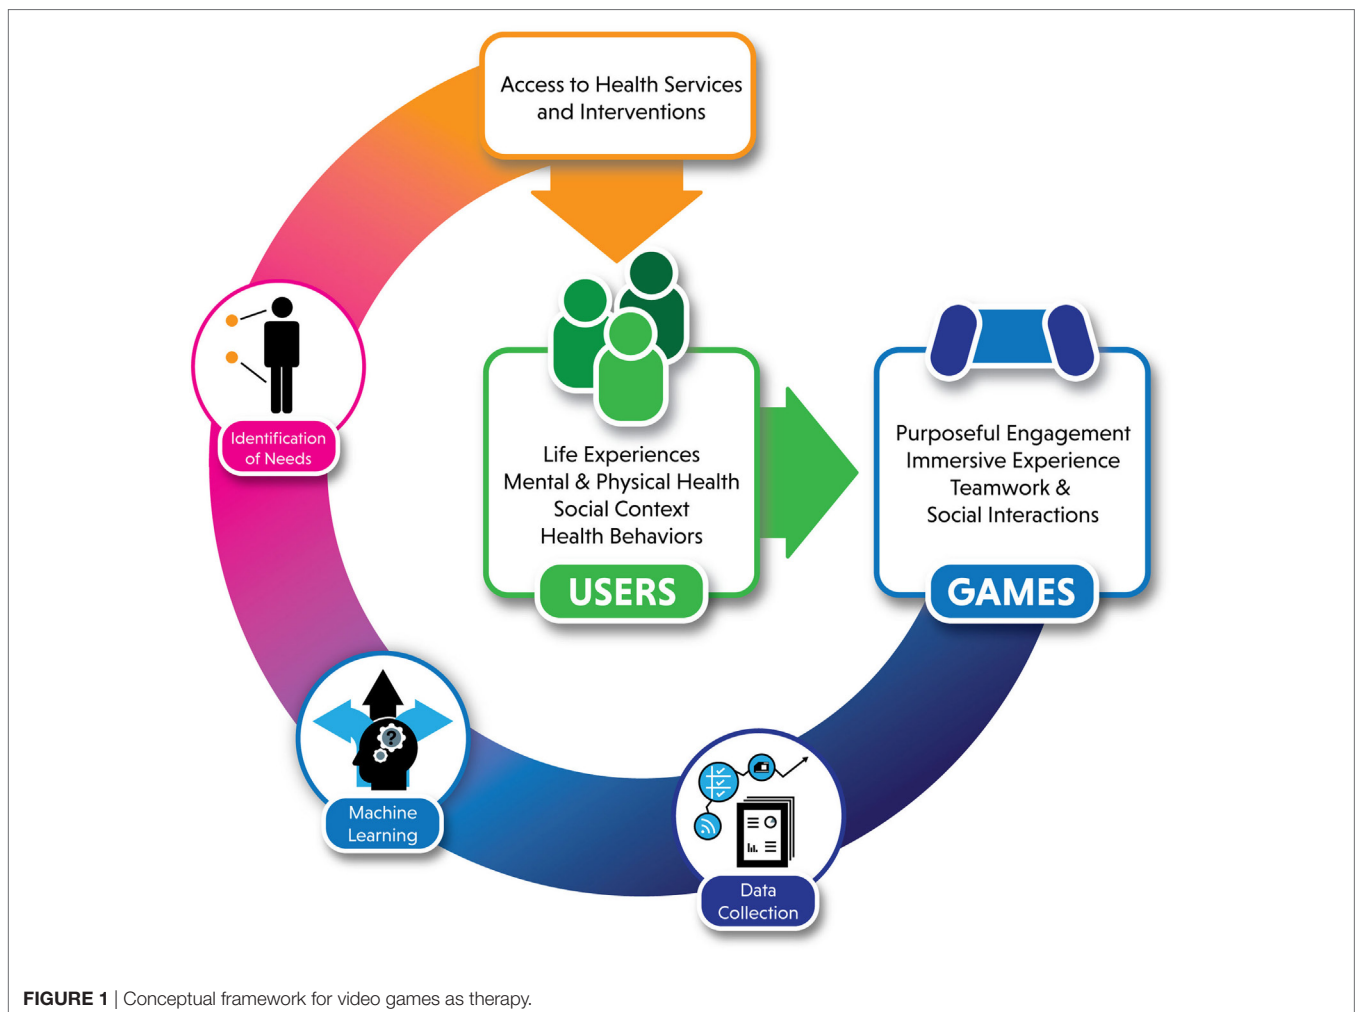 Access to Health Services
and Interventions
Identification
of Needs
Life Experiences
Mental & Physical Health
Social Context
Health Behaviors
USERS
Purposeful Engagement
Immersive Experience
Teamwork &
Social Interactions
GAMES
?
Machine
Learning
Data
Collection
FIGURE 1 | Conceptual framework for video games as therapy.